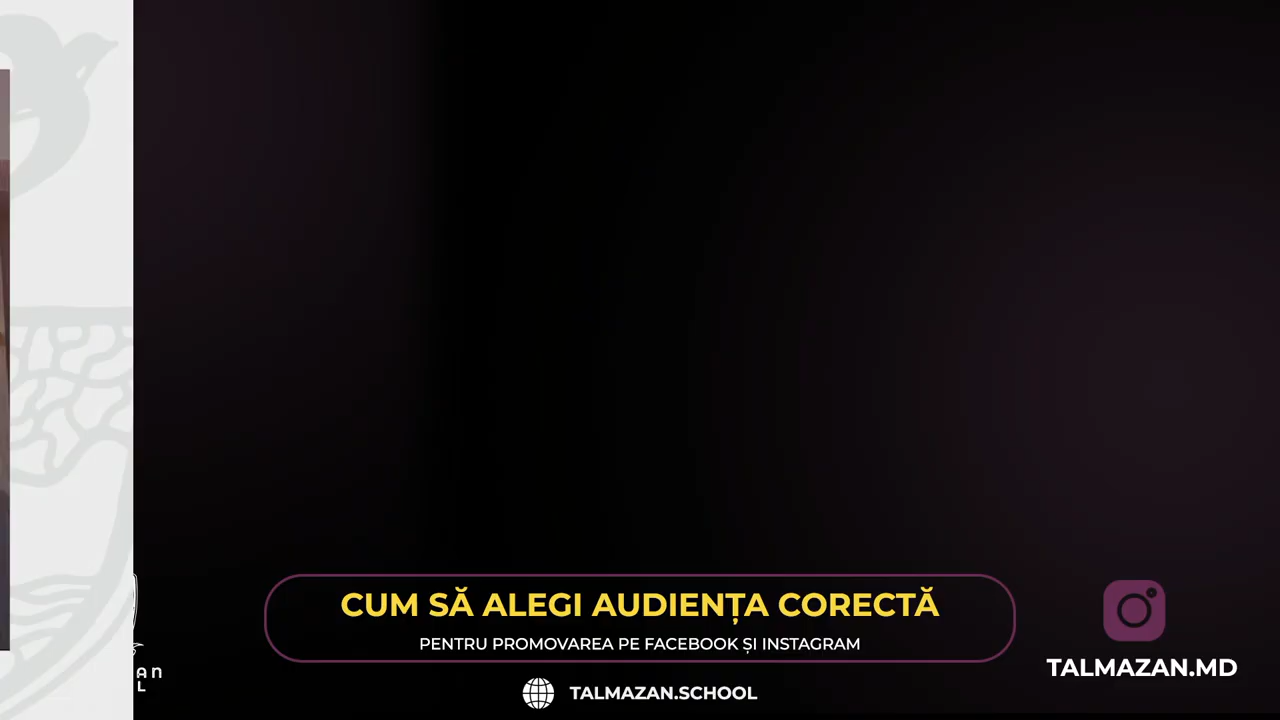 CUM SĂ ALEGI AUDIENȚA CORECTĂ
PENTRU PROMOVAREA PE FACEBOOK ȘI INSTAGRAM
TALMAZAN.MD
TALMAZAN.SCHOOL